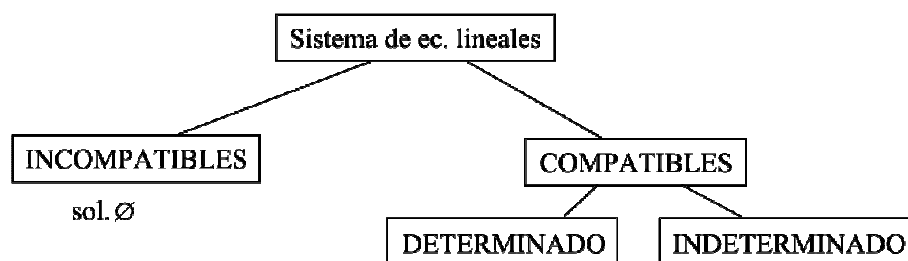 Sistema de ec. lineales
INCOMPATIBLES
COMPATIBLES
sol. ∅
DETERMINADO
INDETERMINADO